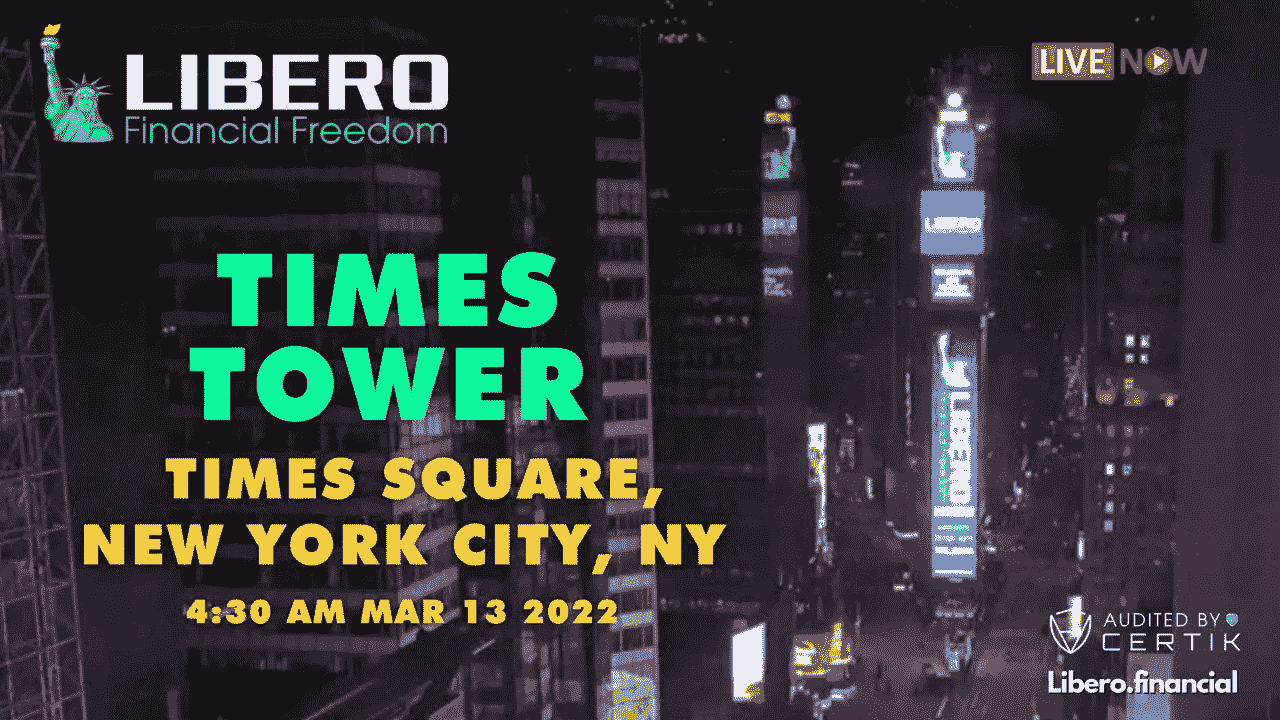 LIBERO
Financial Freedom
LIVE NOW
TIMES
TOWER
TIMES SQUARE,
NEW YORK CITY, NY
4:30 AM MAR 13 2022
LIBERO
AUDITED BY
CERTIK
Libero.financial